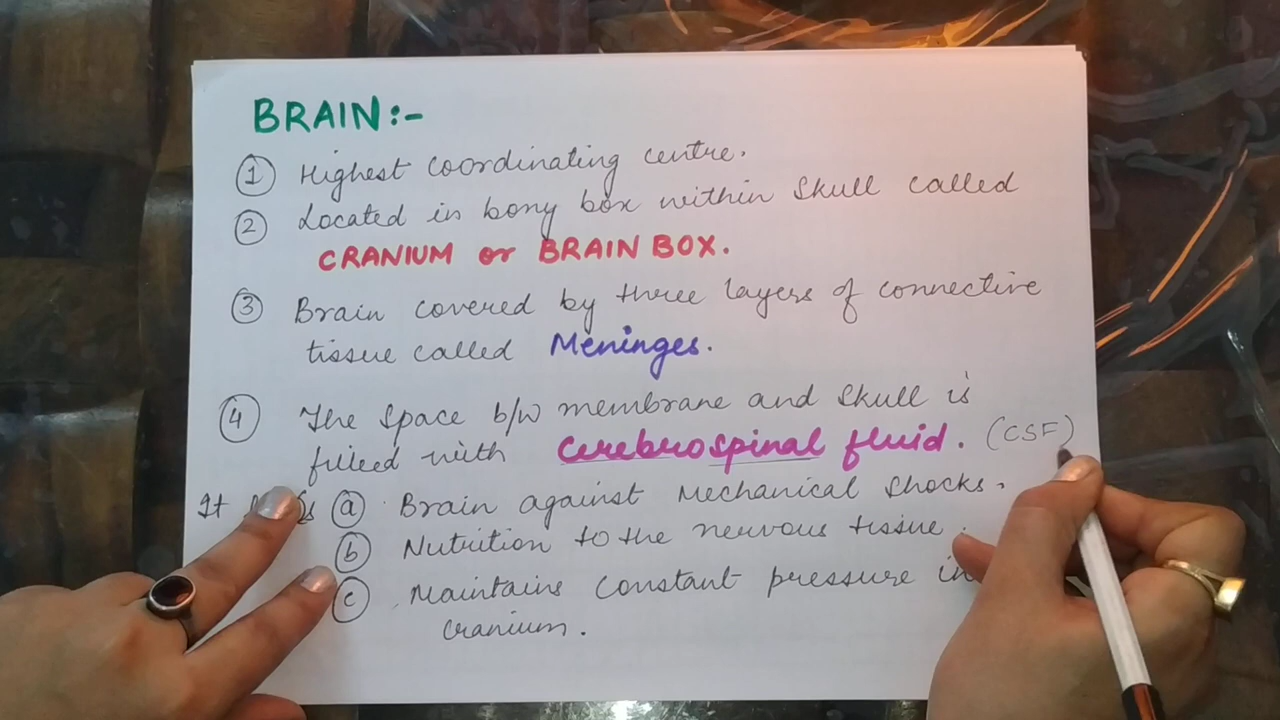 BRAIN:-
① Highest coordinating centre.
② Located in bony box within skull called
CRANIUM or BRAIN BOX.
③ Brain covered by three layers of connective
tissue called Meninges.
④ The space b/w membrane and skull is
filled with Cerebrospinal fluid. (CSF)
It
ⓐ Brain against Mechanical shocks.
ⓑ Nutrition to the nervous tissue.
ⓒ Maintains constant pressure in
cranium.